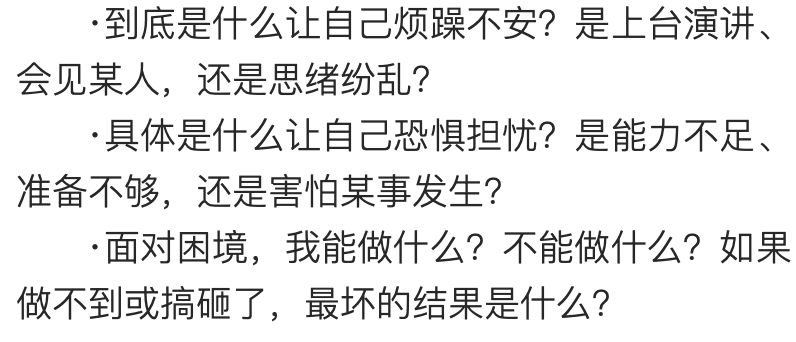 ·到底是什么让自己烦躁不安？是上台演讲、
会见某人，还是思绪纷乱？
·具体是什么让自己恐惧担忧？是能力不足、
准备不够，还是害怕某事发生？
·面对困境，我能做什么？不能做什么？如果
做不到或搞砸了，最坏的结果是什么？